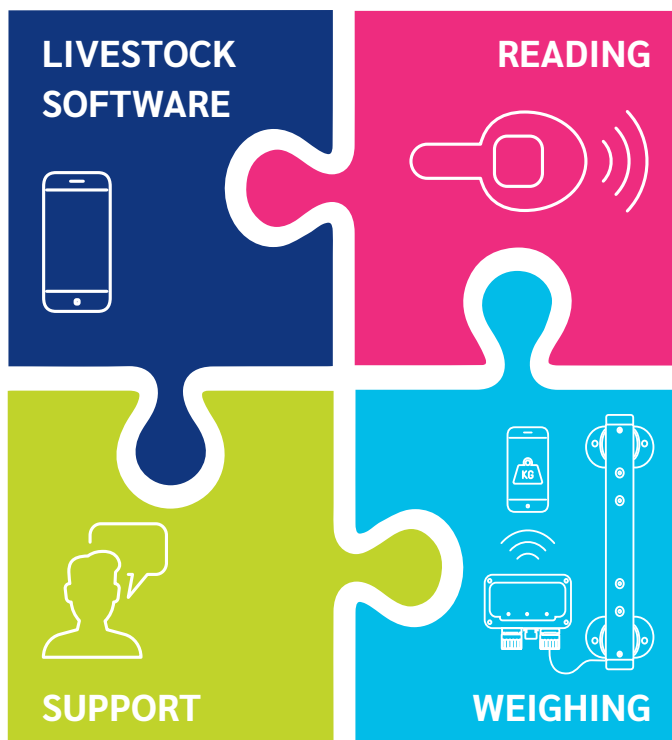 LIVESTOCK
SOFTWARE
READING
KG
SUPPORT
WEIGHING